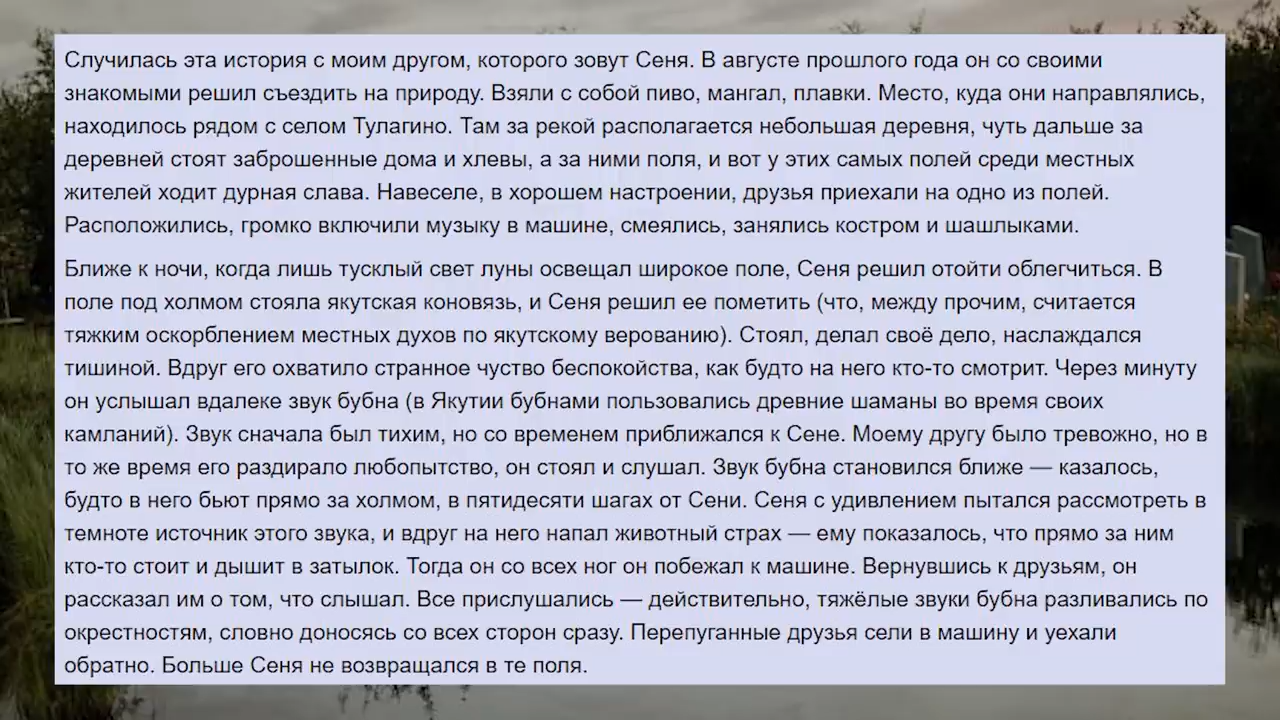 Случилась эта история с моим другом, которого зовут Сеня. В августе прошлого года он со своими
знакомыми решил съездить на природу. Взяли с собой пиво, мангал, плавки. Место, куда они направлялись,
находилось рядом с селом Тулагино. Там за рекой располагается небольшая деревня, чуть дальше за
деревней стоят заброшенные дома и хлевы, а за ними поля, и вот у этих самых полей среди местных
жителей ходит дурная слава. Навеселе, в хорошем настроении, друзья приехали на одно из полей.
Расположились, громко включили музыку в машине, смеялись, занялись костром и шашлыками.
Ближе к ночи, когда лишь тусклый свет луны освещал широкое поле, Сеня решил отойти облегчиться. В
поле под холмом стояла якутская коновязь, и Сеня решил ее пометить (что, между прочим, считается
тяжким оскорблением местных духов по якутскому верованию). Стоял, делал своё дело, наслаждался
тишиной. Вдруг его охватило странное чуство беспокойства, как будто на него кто-то смотрит. Через минуту
он услышал вдалеке звук бубна (в Якутии бубнами пользовались древние шаманы во время своих
камланий). Звук сначала был тихим, но со временем приближался к Сене. Моему другу было тревожно, но в
то же время его раздирало любопытство, он стоял и слушал. Звук бубна становился ближе — казалось,
будто в него бьют прямо за холмом, в пятидесяти шагах от Сени. Сеня с удивлением пытался рассмотреть в
темноте источник этого звука, и вдруг на него напал животный страх — ему показалось, что прямо за ним
кто-то стоит и дышит в затылок. Тогда он со всех ног он побежал к машине. Вернувшись к друзьям, он
рассказал им о том, что слышал. Все прислушались — действительно, тяжёлые звуки бубна разливались по
окрестностям, словно доносясь со всех сторон сразу. Перепуганные друзья сели в машину и уехали
обратно. Больше Сеня не возвращался в те поля.